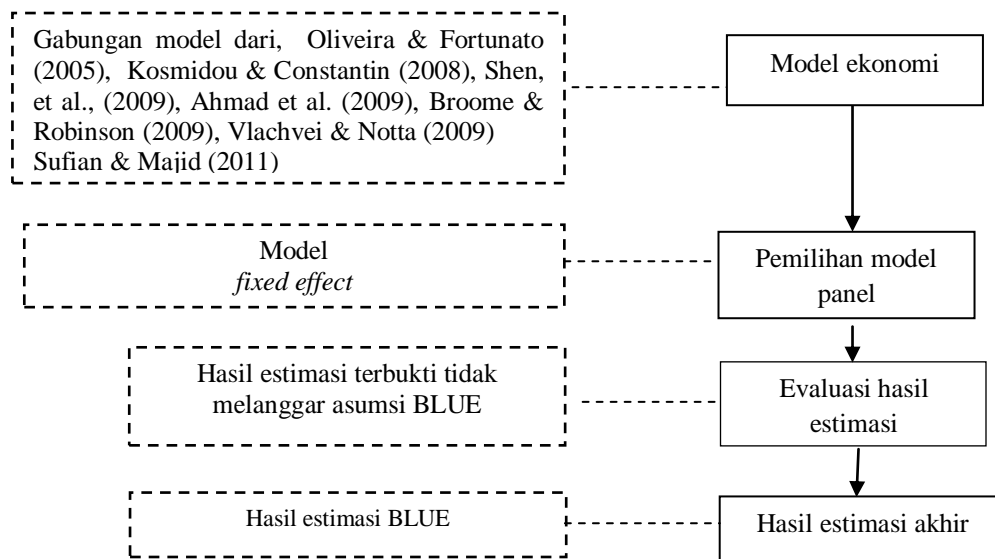 Gabungan model dari, Oliveira & Fortunato
(2005), Kosmidou & Constantin (2008), Shen,
et al., (2009), Ahmad et al. (2009), Broome &
Robinson (2009), Vlachvei & Notta (2009)
Sufian & Majid (2011)
Model ekonomi
Model
fixed effect
Pemilihan model
panel
Hasil estimasi terbukti tidak
melanggar asumsi BLUE
Evaluasi hasil
estimasi
Hasil estimasi BLUE
Hasil estimasi akhir